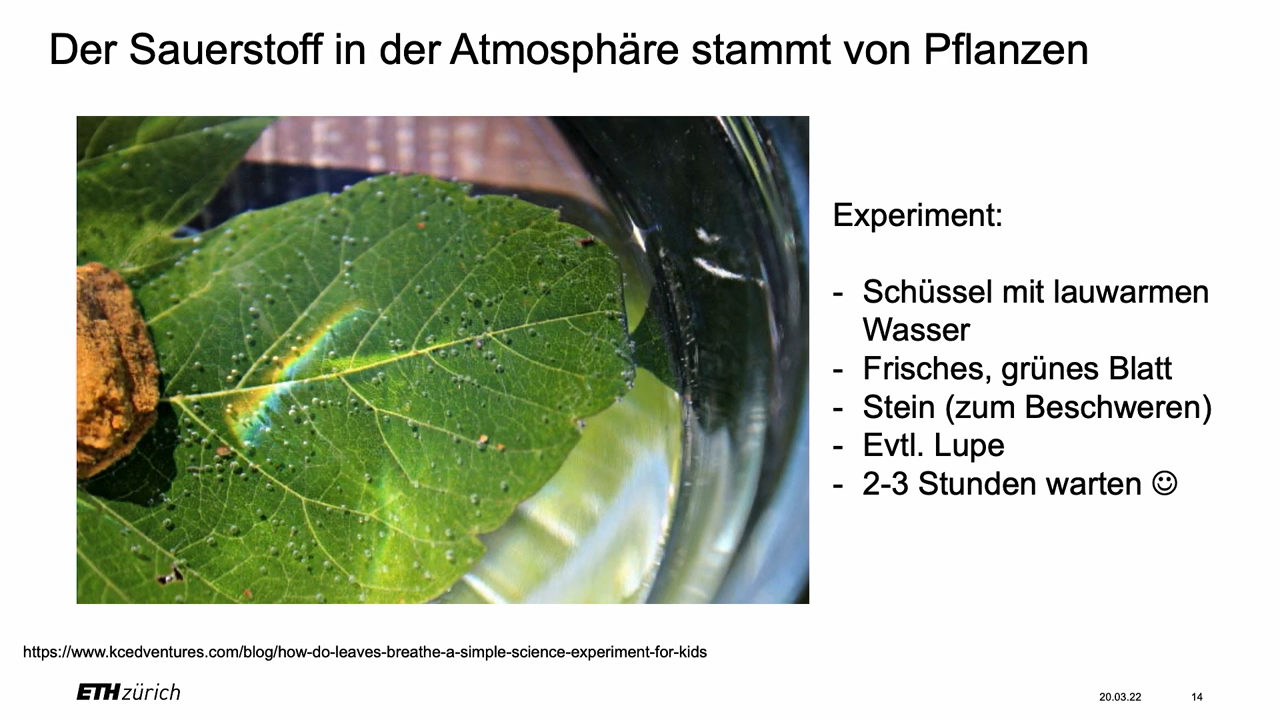 Der Sauerstoff in der Atmosphäre stammt von Pflanzen
Experiment:
- Schüssel mit lauwarmen
Wasser
- Frisches, grünes Blatt
- Stein (zum Beschweren)
- Evtl. Lupe
- 2-3 Stunden warten ☺
https://www.kcedventures.com/blog/how-do-leaves-breathe-a-simple-science-experiment-for-kids
ETH zürich
20.03.22
14